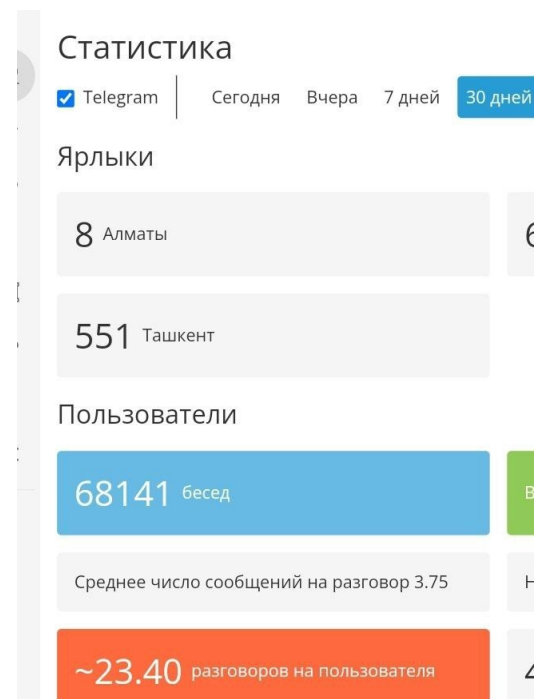 Статистика
Telegram Сегодня Вчера 7 дней 30 дней
Ярлыки
8 Алматы
551 Ташкент
Пользователи
68141 бесед
Среднее число сообщений на разговор 3.75
~23.40 разговоров на пользователя